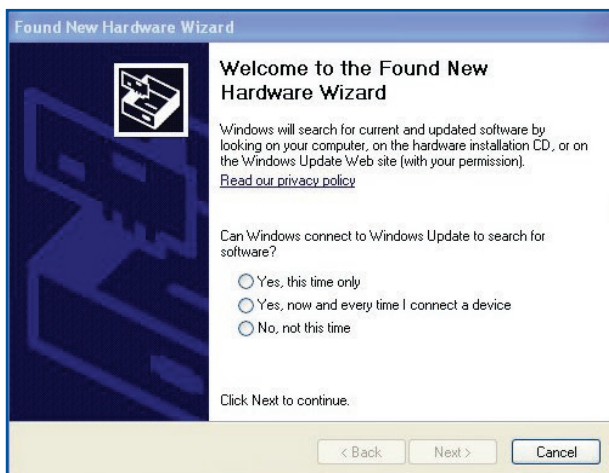 Found New Hardware Wizard
Welcome to the Found New
Hardware Wizard
Windows will search for current and updated software by
looking on your computer, on the hardware installation CD, or on
the Windows Update Web site (with your permission).
Read our privacy policy
Can Windows connect to Windows Update to search for
software?
Yes, this time only
Yes, now and every time I connect a device
No, not this time
Click Next to continue.
< Back
Next >
Cancel